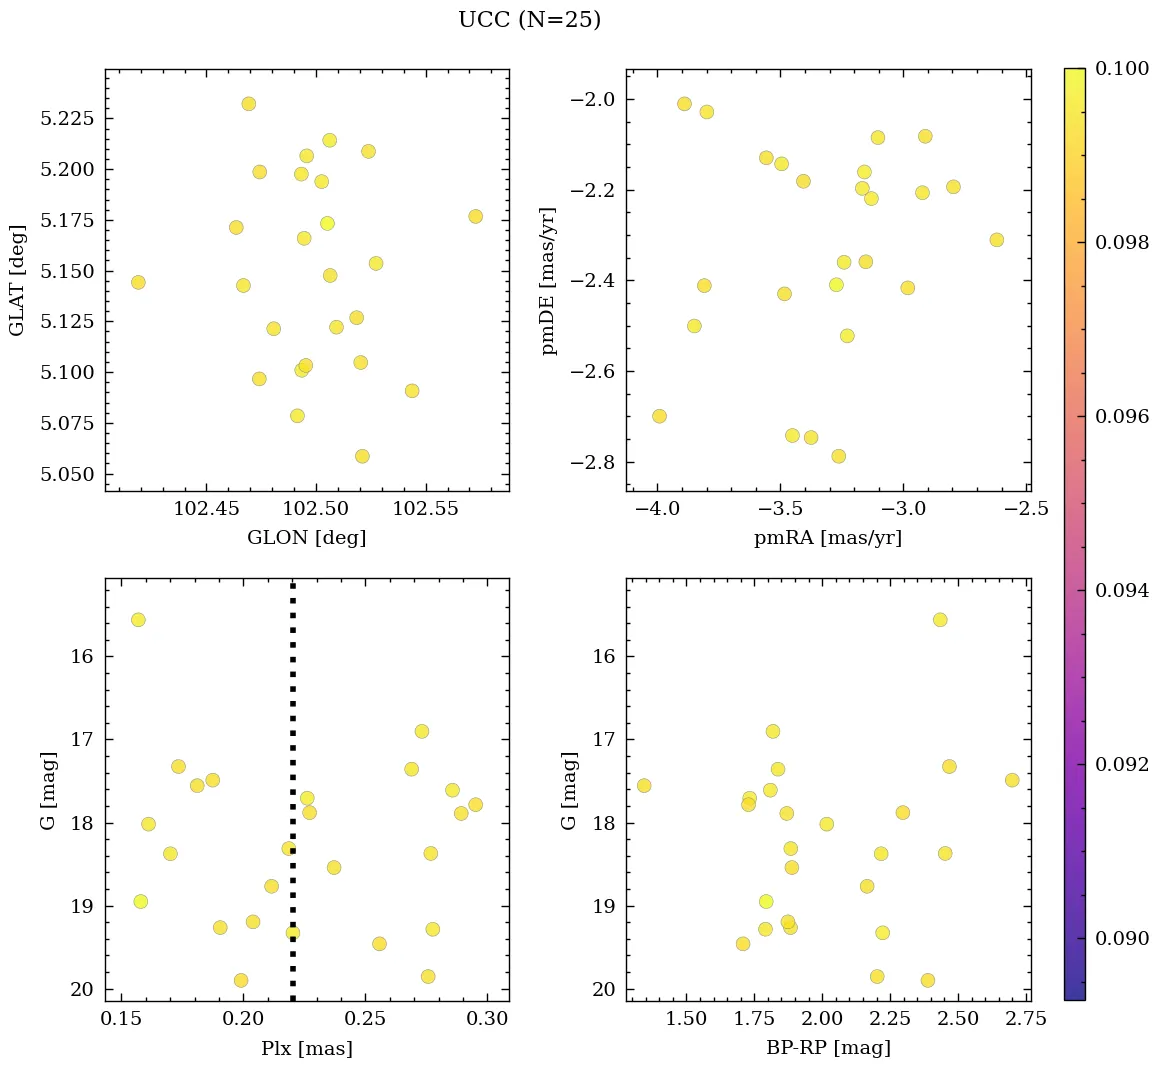 UCC (N=25)
5.225
5.200
5.175
5.150
5.125
5.100
5.075
5.050
GLAT [deg]
102.45 102.50 102.55
GLON [deg]
−2.0
−2.2
−2.4
−2.6
−2.8
pmDE [mas/yr]
−4.0 −3.5 −3.0 −2.5
pmRA [mas/yr]
16
17
18
19
20
G [mag]
0.15 0.20 0.25 0.30
Plx [mas]
16
17
18
19
20
G [mag]
1.50 1.75 2.00 2.25 2.50 2.75
BP-RP [mag]
0.100
0.098
0.096
0.094
0.092
0.090